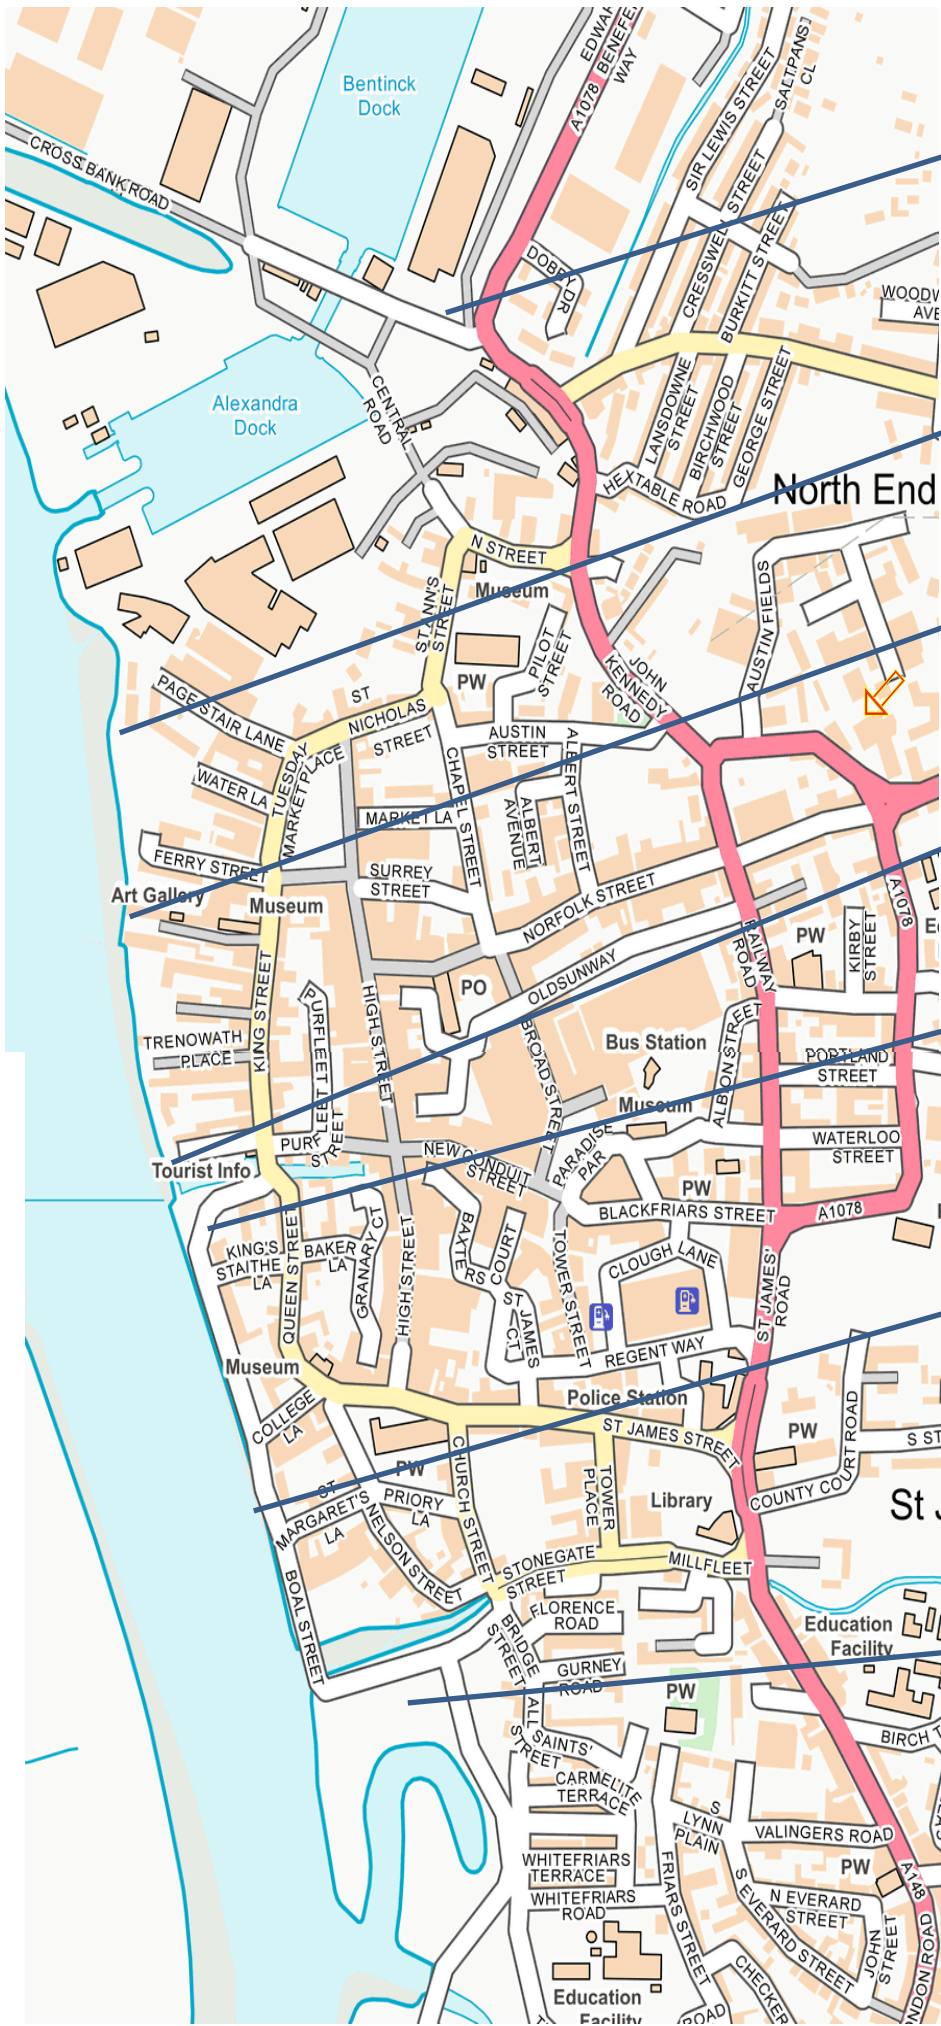 EDWAR
BENEFE
WAY
A1078
Bentinck
Dock
SALTPANS
CL
SIR LEWIS STREET
CROSS BANK ROAD
CRESSWELL STREET
BURKITT STREET
DOBBY DR
WOODW
AVE
Alexandra
Dock
CENTRAL
ROAD
LANSDOWNE
STREET
BIRCHWOOD
STREET
GEORGE STREET
HEXTABLE ROAD
North End
N STREET
Museum
ST ANN'S
STREET
AUSTIN FIELDS
PILOT
STREET
PW
JOHN
KENNEDY
ROAD
PAGE STAIR LANE
ST
NICHOLAS
STREET
AUSTIN
STREET
ALBERT STREET
TUESDAY
MARKET PLACE
WATER LA
CHAPEL STREET
MARKET LA
ALBERT
AVENUE
FERRY STREET
SURREY
STREET
NORFOLK STREET
A1078
Art Gallery
Museum
RAILWAY
ROAD
PW
KIRBY
STREET
Ed
OLDSUNWAY
PO
KING STREET
PURFLEET
STREET
HIGH STREET
BROAD STREET
TRENOWATH
PLACE
Bus Station
ALBION STREET
PORTLAND
STREET
Museum
PURFLEET
STREET
NEW CONDUIT
STREET
PARADISE
PAR
WATERLOO
STREET
Tourist Info
PW
BLACKFRIARS STREET
A1078
KING'S
STAITHE
LA
BAKER
LA
GRANARY CT
QUEEN STREET
HIGH STREET
BAXTERS
COURT
TOWER STREET
CLOUGH LANE
ST JAMES'
ROAD
ST JAMES
CT
REGENT WAY
Museum
Police Station
COLLEGE
LA
ST JAMES STREET
PW
COUNTY COURT ROAD
S ST
PW
CHURCH STREET
TOWER
PLACE
ST
MARGARET'S
LA
PRIORY
LA
NELSON STREET
Library
St J
STONEGATE
STREET
MILLFLEET
BOAL STREET
FLORENCE
ROAD
BRIDGE
STREET
Education
Facility
GURNEY
ROAD
PW
ALL SAINTS'
STREET
BIRCH T
CARMELITE
TERRACE
S
LYNN
PLAIN
VALINGERS ROAD
WHITEFRIARS
TERRACE
PW
A148
WHITEFRIARS
ROAD
FRIARS STREET
S EVERARD STREET
N EVERARD
STREET
JOHN
STREET
ONDON ROAD
CHECKER
Education
Facility
ROAD